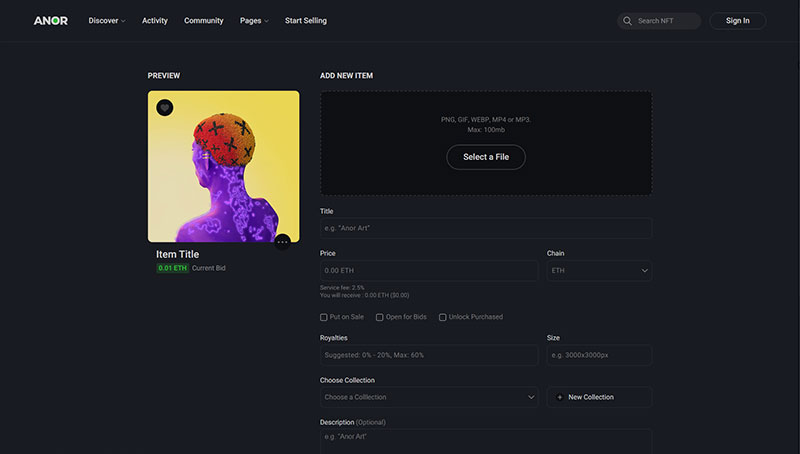 ANOR
Discover
Activity
Community
Pages
Start Selling
Search NFT
Sign In
PREVIEW
Item Title
0.01 ETH Current Bid
ADD NEW ITEM
PNG, GIF, WEBP, MP4 or MP3.
Max: 100mb
Select a File
Title
e.g. "Anor Art"
Price
0.00 ETH
Chain
ETH
Service fee: 2.5%
You will receive : 0.00 ETH ($0.00)
Put on Sale
Open for Bids
Unlock Purchased
Royalties
Suggested: 0% - 20%, Max: 60%
Size
e.g. 3000x3000px
Choose Collection
Choose a Colllection
New Collection
Description (Optional)
e.g. "Anor Art"